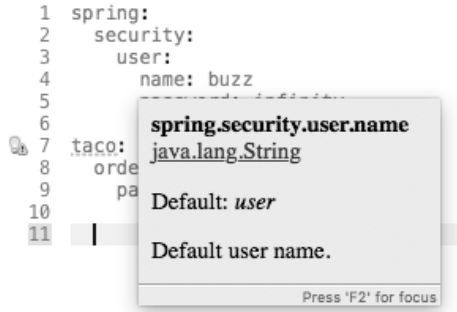 1 spring:
2 security:
3 user:
4 name: buzz
5
6
7 taco:
8 orde
9 pa
10
11
spring.security.user.name
java.lang.String
Default: user
Default user name.
Press 'F2' for focus